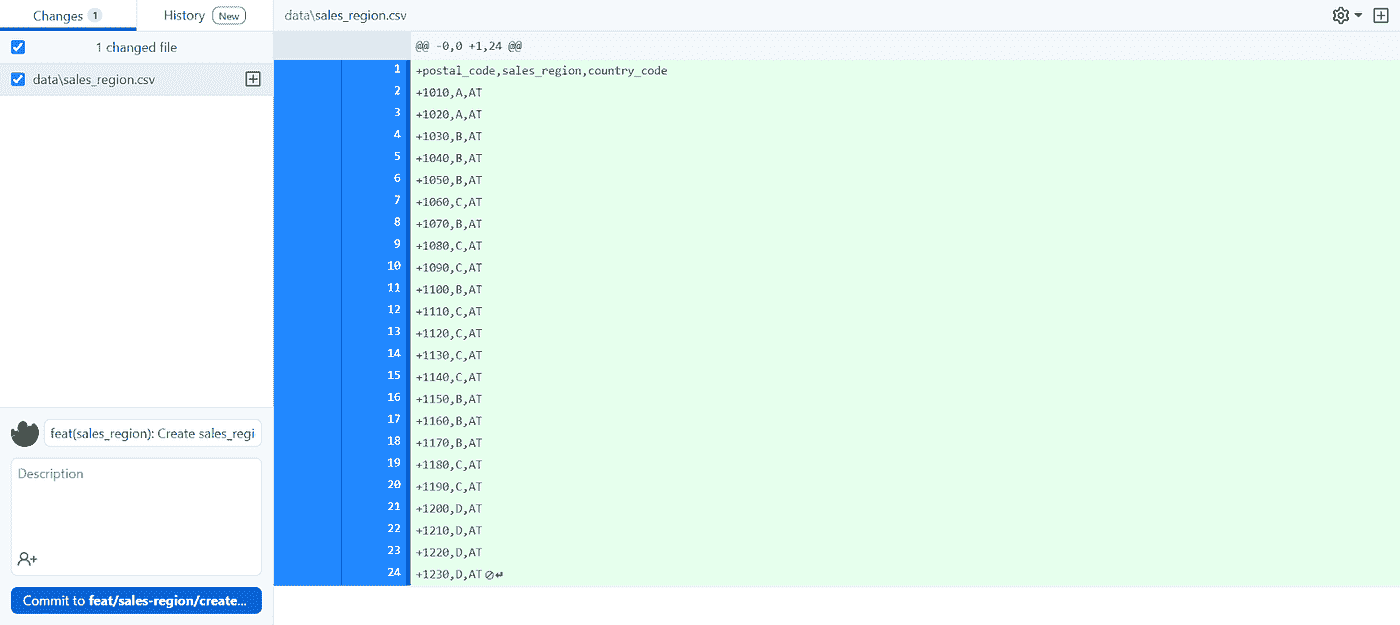 Changes 1 History New data\sales_region.csv
1 changed file
@@ -0,0 +1,24 @@
data\sales_region.csv
1 +postal_code,sales_region,country_code
2 +1010,A,AT
3 +1020,A,AT
4 +1030,B,AT
5 +1040,B,AT
6 +1050,B,AT
7 +1060,C,AT
8 +1070,B,AT
9 +1080,C,AT
10 +1090,C,AT
11 +1100,B,AT
12 +1110,C,AT
13 +1120,C,AT
14 +1130,C,AT
15 +1140,C,AT
16 +1150,B,AT
17 +1160,B,AT
18 +1170,B,AT
19 +1180,C,AT
20 +1190,C,AT
21 +1200,D,AT
22 +1210,D,AT
23 +1220,D,AT
24 +1230,D,AT
feat(sales_region): Create sales_regi
Description
Commit to feat/sales-region/create...